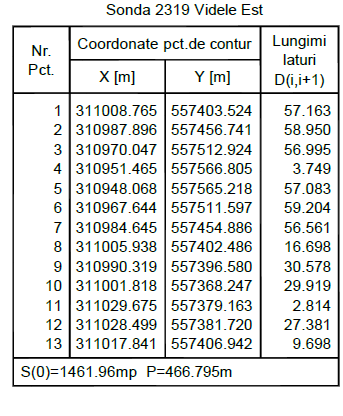 Sonda 2319 Videle Est
Nr. Pct. Coordonate pct.de contur Lungimi laturi D(i,i+1)
X [m] Y [m]
1 311008.765 557403.524 57.163
2 310987.896 557456.741 58.950
3 310970.047 557512.924 56.995
4 310951.465 557566.805 3.749
5 310948.068 557565.218 57.083
6 310967.644 557511.597 59.204
7 310984.645 557454.886 56.561
8 311005.938 557402.486 16.698
9 310990.319 557396.580 30.578
10 311001.818 557368.247 29.919
11 311029.675 557379.163 2.814
12 311028.499 557381.720 27.381
13 311017.841 557406.942 9.698
S(0)=1461.96mp P=466.795m